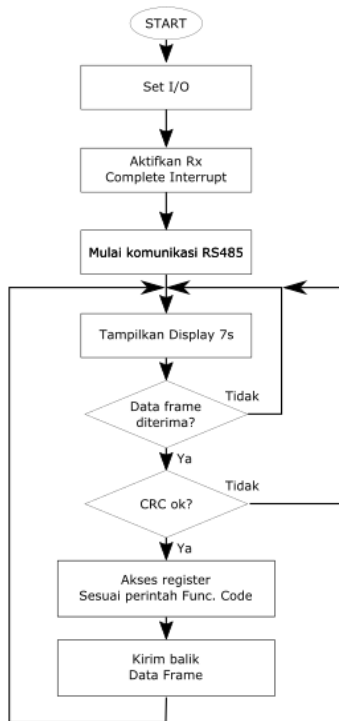 START
Set I/O
Aktifkan Rx
Complete Interrupt
Mulai komunikasi RS485
Tampilkan Display 7s
Data frame
diterima?
Tidak
Ya
CRC ok?
Tidak
Ya
Akses register
Sesuai perintah Func. Code
Kirim balik
Data Frame